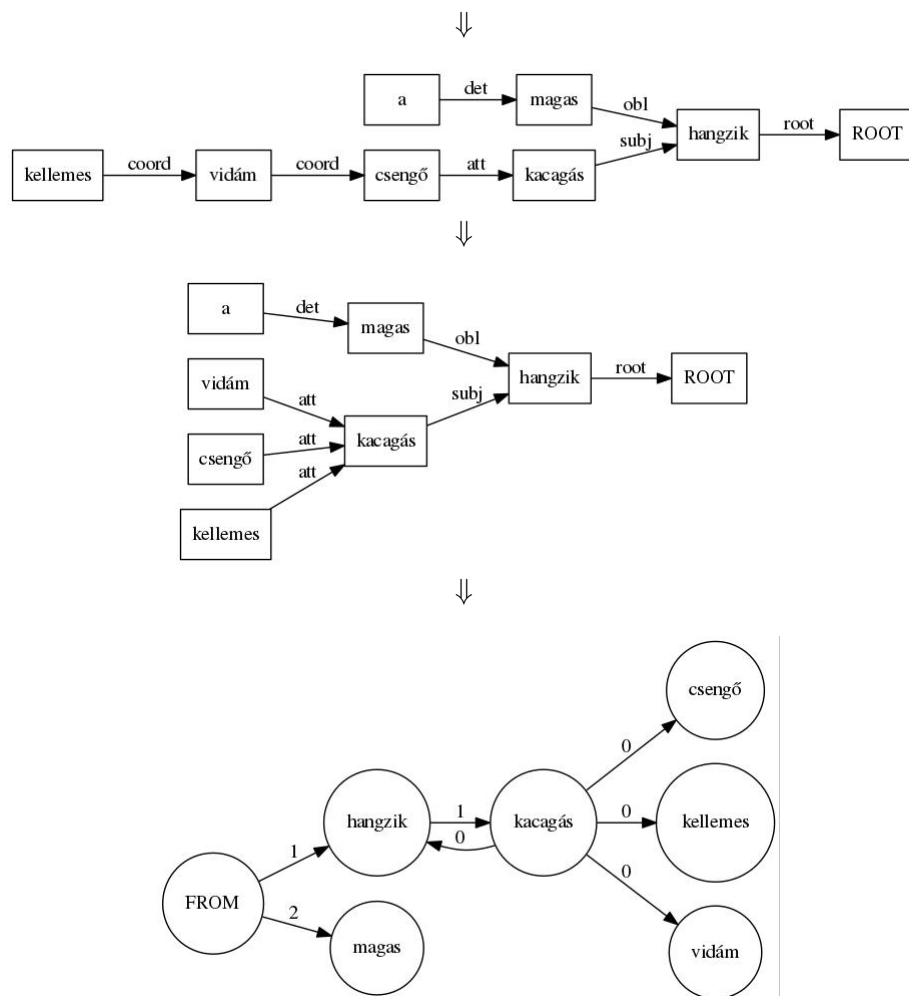 ⇓
a det magas obl hangzik root ROOT
kellemes coord vidám coord csengő att kacagás subj
⇓
a det magas obl hangzik root ROOT
vidám att kacagás subj
csengő att
kellemes att
⇓
csengő
0
hangzik 1 kacagás 0 kellemes
0
1 0
FROM
2 magas vidám